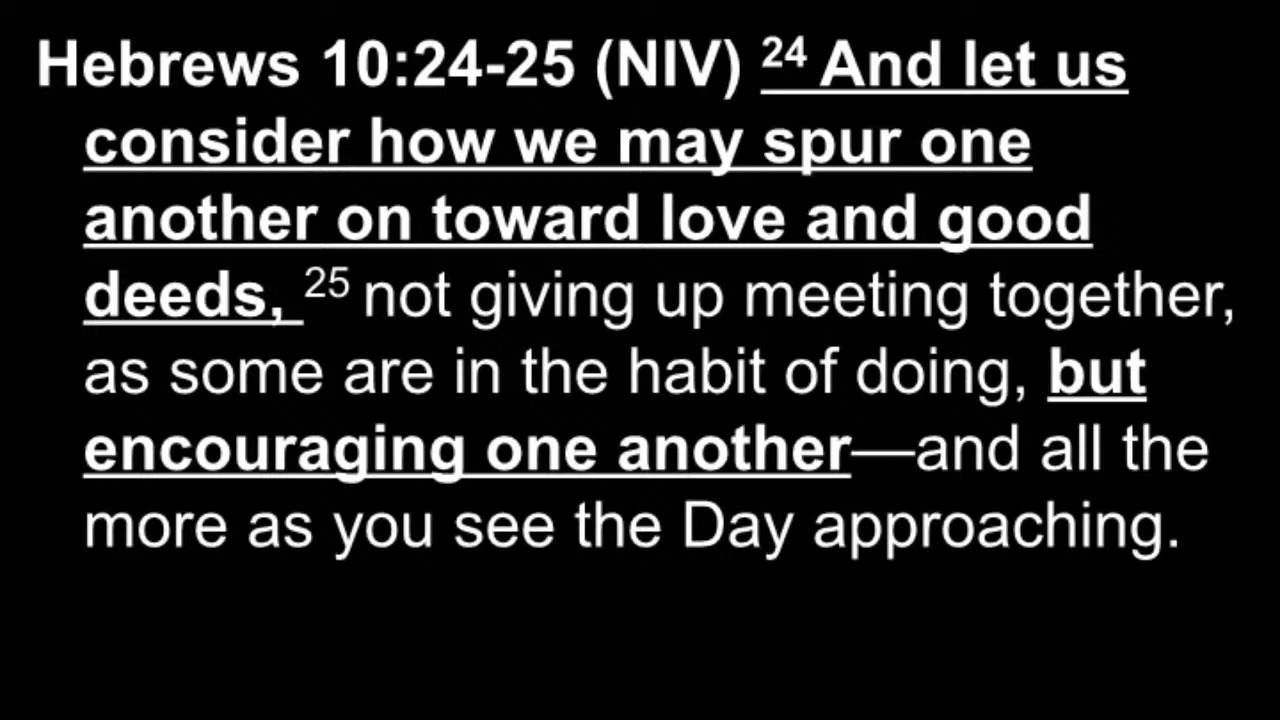 Hebrews 10:24-25 (NIV) 24 And let us
consider how we may spur one
another on toward love and good
deeds, 25 not giving up meeting together,
as some are in the habit of doing, but
encouraging one another—and all the
more as you see the Day approaching.